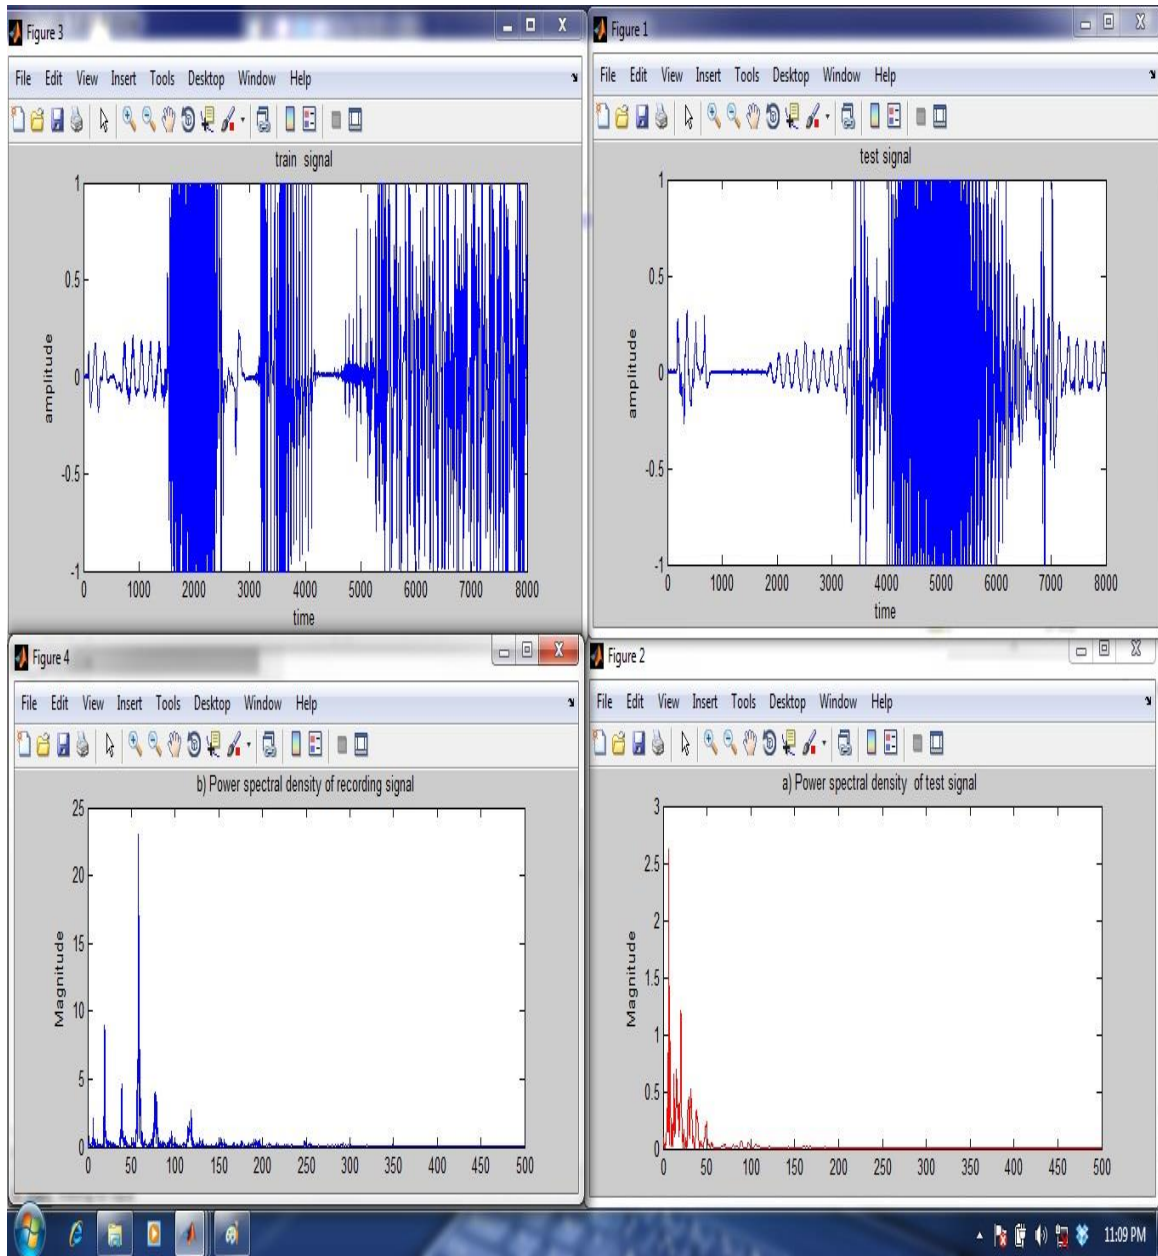 Figure 3
File Edit View Insert Tools Desktop Window Help
train signal
amplitude
1
0.5
0
-0.5
-1
0 1000 2000 3000 4000 5000 6000 7000 8000
time
Figure 1
File Edit View Insert Tools Desktop Window Help
test signal
amplitude
1
0.5
0
-0.5
-1
0 1000 2000 3000 4000 5000 6000 7000 8000
time
Figure 4
File Edit View Insert Tools Desktop Window Help
b) Power spectral density of recording signal
Magnitude
25
20
15
10
5
0
0 50 100 150 200 250 300 350 400 450 500
Figure 2
File Edit View Insert Tools Desktop Window Help
a) Power spectral density of test signal
Magnitude
3
2.5
2
1.5
1
0.5
0
0 50 100 150 200 250 300 350 400 450 500
11:09 PM